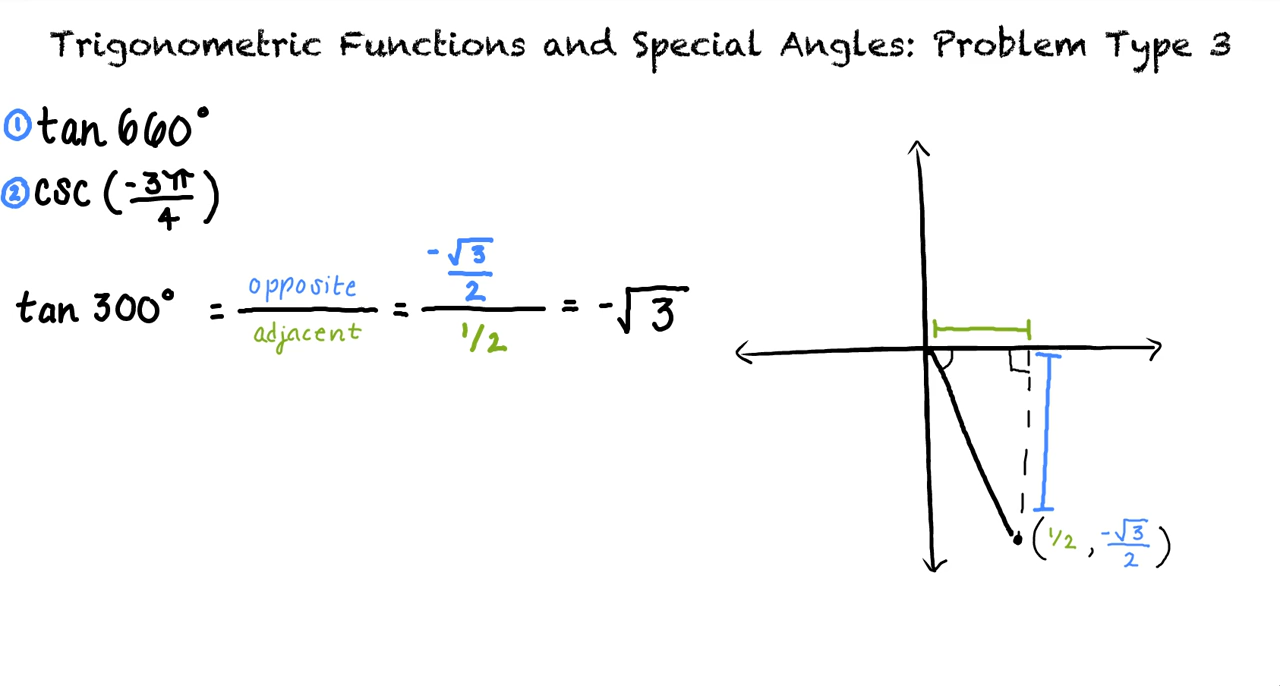 Trigonometric Functions and Special Angles: Problem Type 3
① tan 660°
② csc (-3π/4)
tan 300° = opposite/adjacent = (-√3/2)/(1/2) = -√3
(1/2, -√3/2)